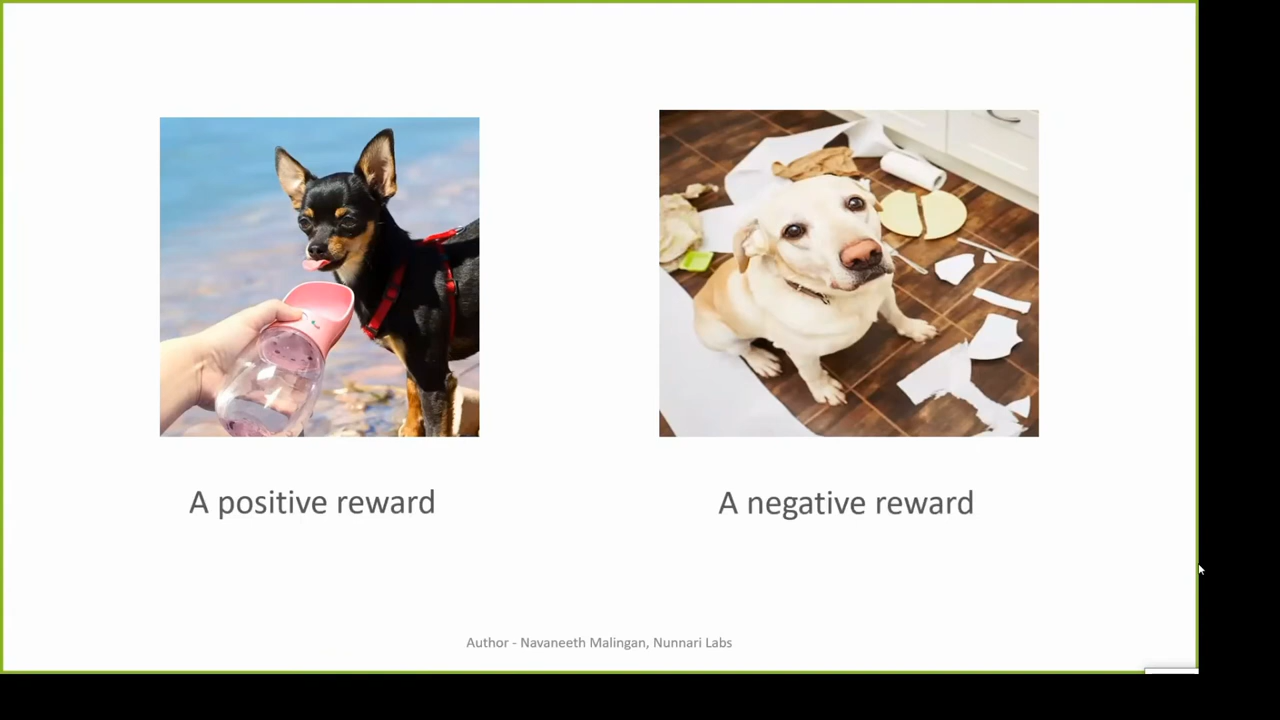 A positive reward
A negative reward
Author - Navaneeth Malingan, Nunnari Labs